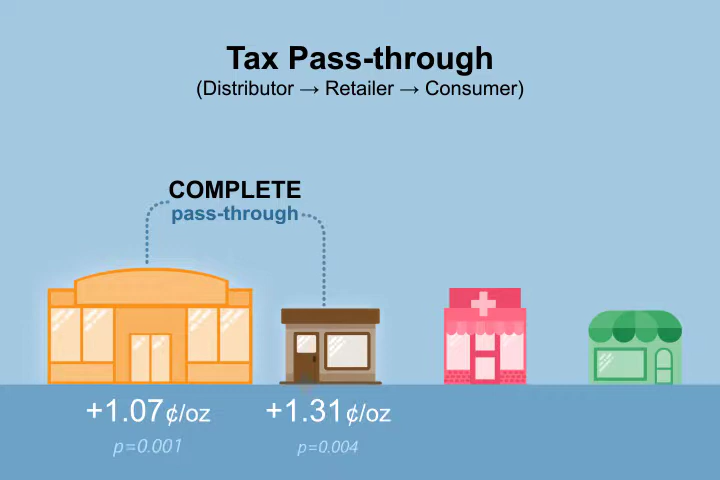 Tax Pass-through
(Distributor → Retailer → Consumer)
COMPLETE
pass-through
+1.07¢/oz
+1.31¢/oz
p=0.001
p=0.004